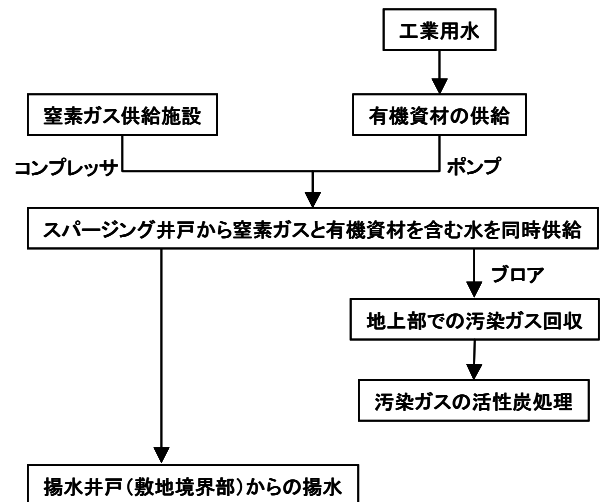 工業用水
窒素ガス供給施設
有機資材の供給
コンプレッサ
ポンプ
スパージング井戸から窒素ガスと有機資材を含む水を同時供給
ブロア
地上部での汚染ガス回収
汚染ガスの活性炭処理
揚水井戸(敷地境界部)からの揚水